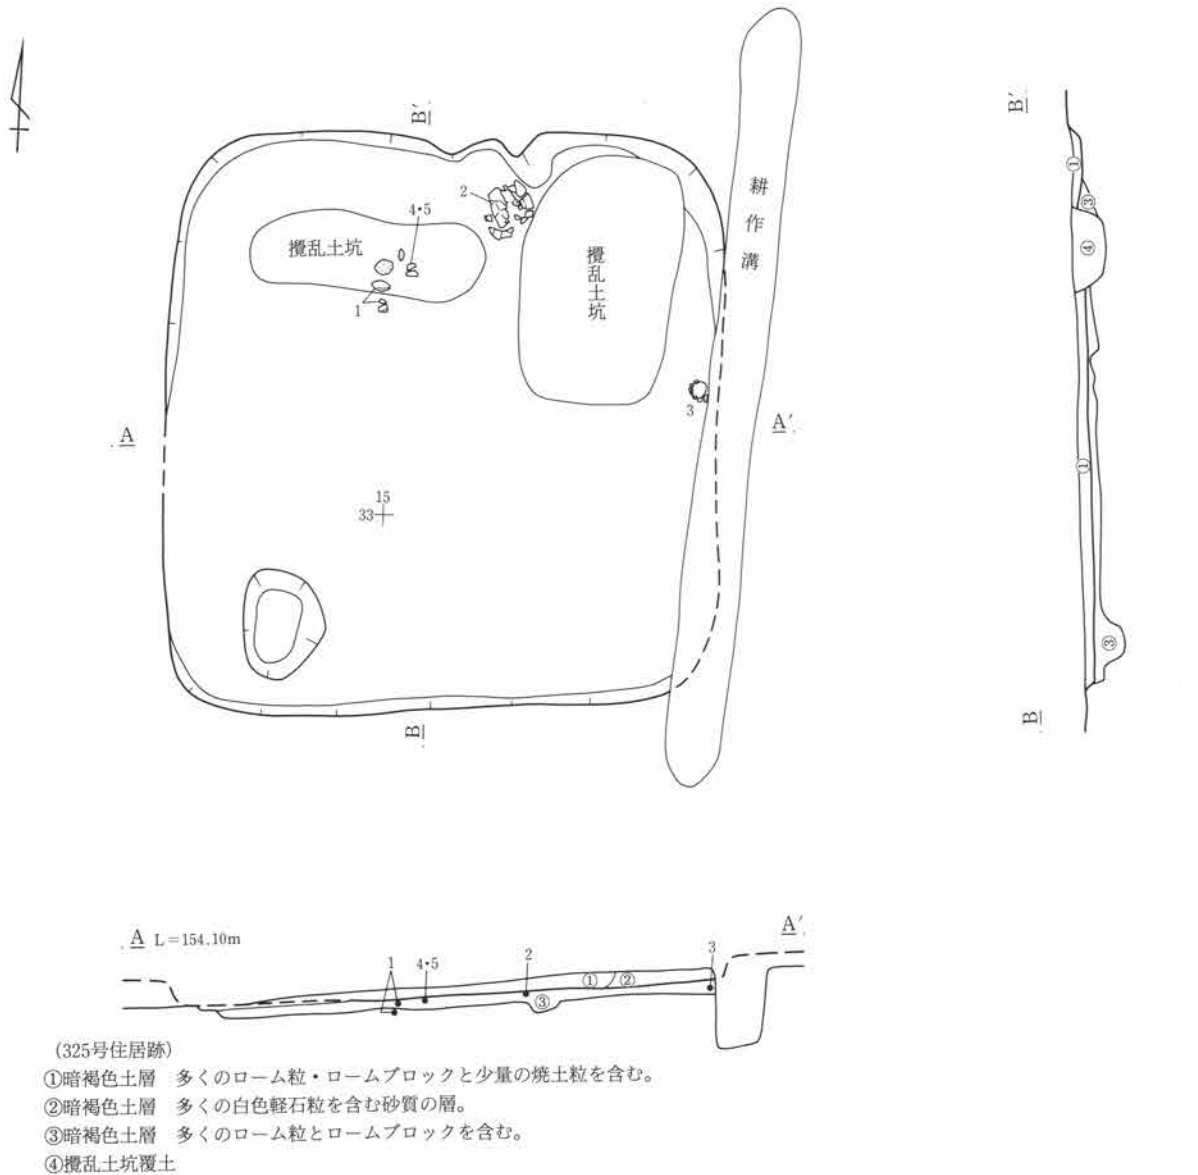 B′
B′
耕作溝
2
4・5
攪乱土坑
攪乱土坑
1
3
A
A′
①
③
④
①
③
15
33
B
B
A L=154.10m
A′
1
4・5
2
3
①
②
③
(325号住居跡)
①暗褐色土層 多くのローム粒・ロームブロックと少量の焼土粒を含む。
②暗褐色土層 多くの白色軽石粒を含む砂質の層。
③暗褐色土層 多くのローム粒とロームブロックを含む。
④攪乱土坑覆土